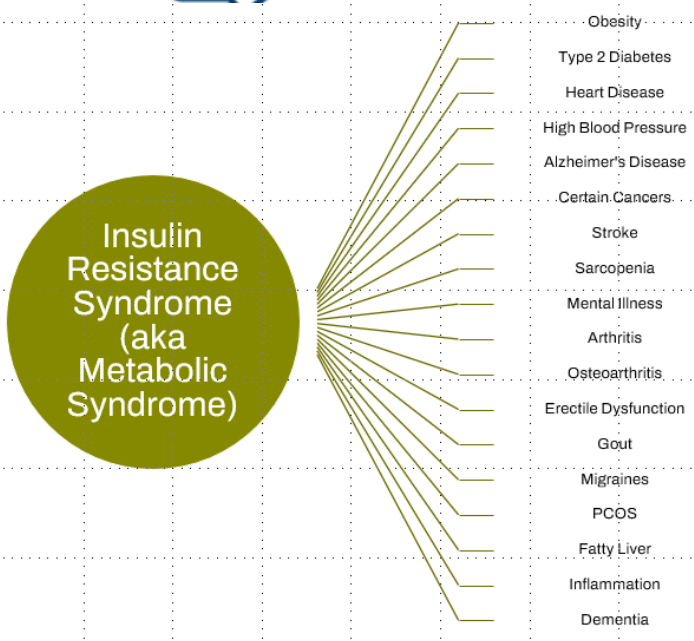 Insulin
Resistance
Syndrome
(aka
Metabolic
Syndrome)
Obesity
Type 2 Diabetes
Heart Disease
High Blood Pressure
Alzheimer's Disease
Certain Cancers
Stroke
Sarcopenia
Mental Illness
Arthritis
Osteoarthritis
Erectile Dysfunction
Gout
Migraines
PCOS
Fatty Liver
Inflammation
Dementia